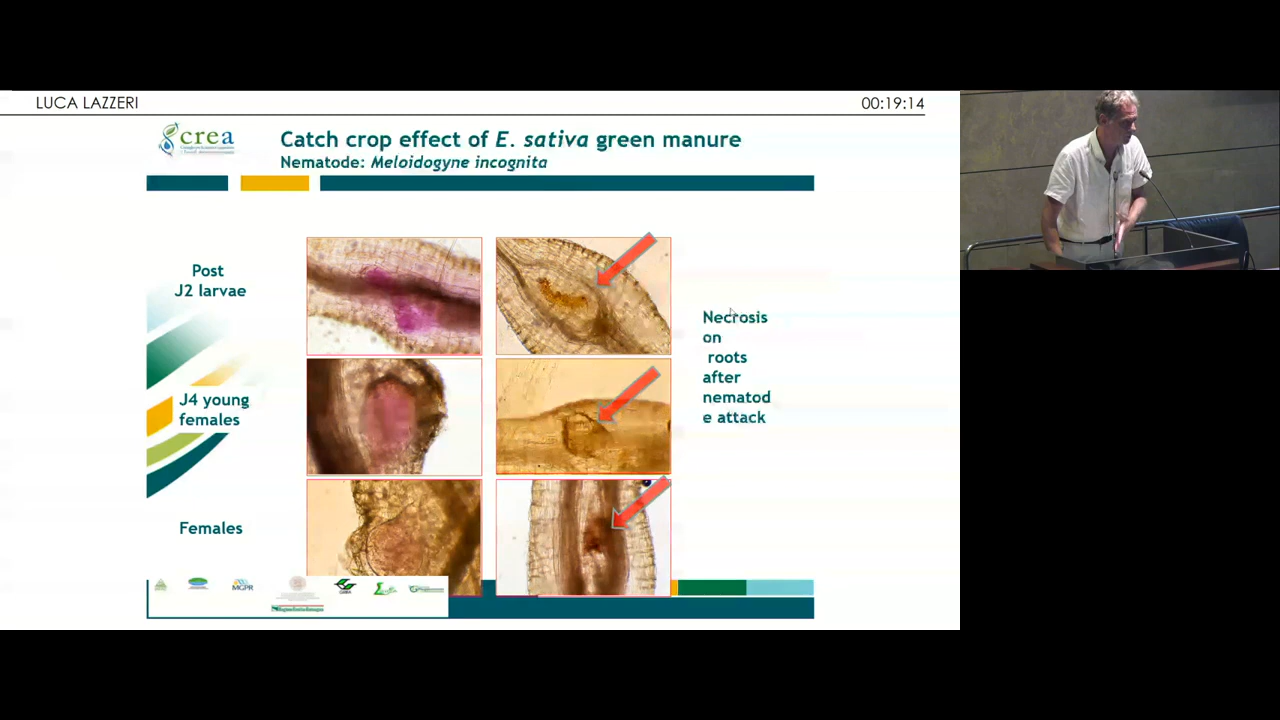 LUCA LAZZERI
00:19:14
crea
Catch crop effect of E. sativa green manure
Nematode: Meloidogyne incognita
Post
J2 larvae
Necrosis
on
roots
after
nematod
e attack
J4 young
females
Females
MGPR